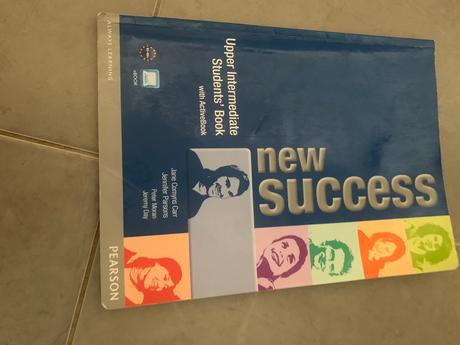 new
success
Upper Intermediate
Students' Book
with ActiveBook
Jane Comyns Carr
Jennifer Parsons
Peter Moran
Jeremy Day
eBOOK
ALWAYS LEARNING
PEARSON